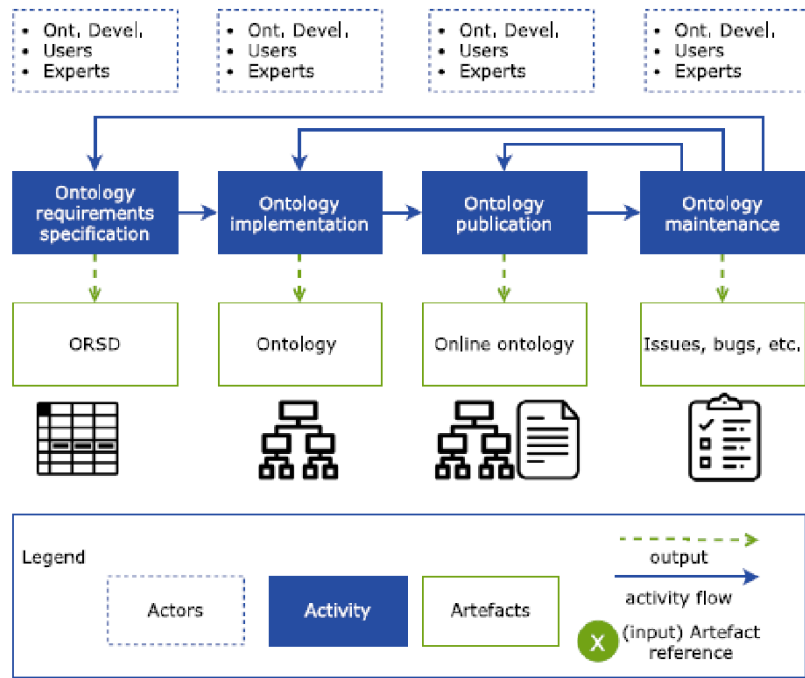 • Ont. Devel.
• Users
• Experts
• Ont. Devel.
• Users
• Experts
• Ont. Devel.
• Users
• Experts
• Ont. Devel.
• Users
• Experts
Ontology
requirements
specification
Ontology
implementation
Ontology
publication
Ontology
maintenance
ORSD
Ontology
Online ontology
Issues, bugs, etc.
Legend
Actors
Activity
Artefacts
output
activity flow
X
(input) Artefact
reference